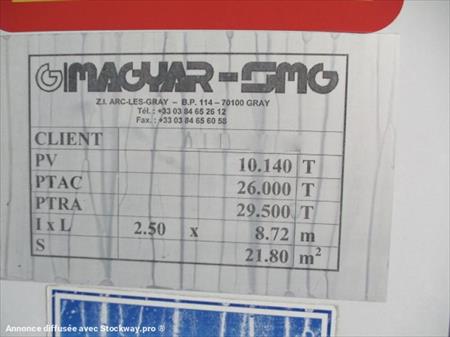 G MAGYAR-SMG
Z.I. ARC-LES-GRAY – B.P. 114 – 70100 GRAY
Tél. : +33 03 84 65 26 12
Fax. : +33 03 84 65 60 58
CLIENT
PV 10.140 T
PTAC 26.000 T
PTRA 29.500 T
I x L 2.50 x 8.72 m
S 21.80 m²
Annonce diffusée avec Stockway.pro ®